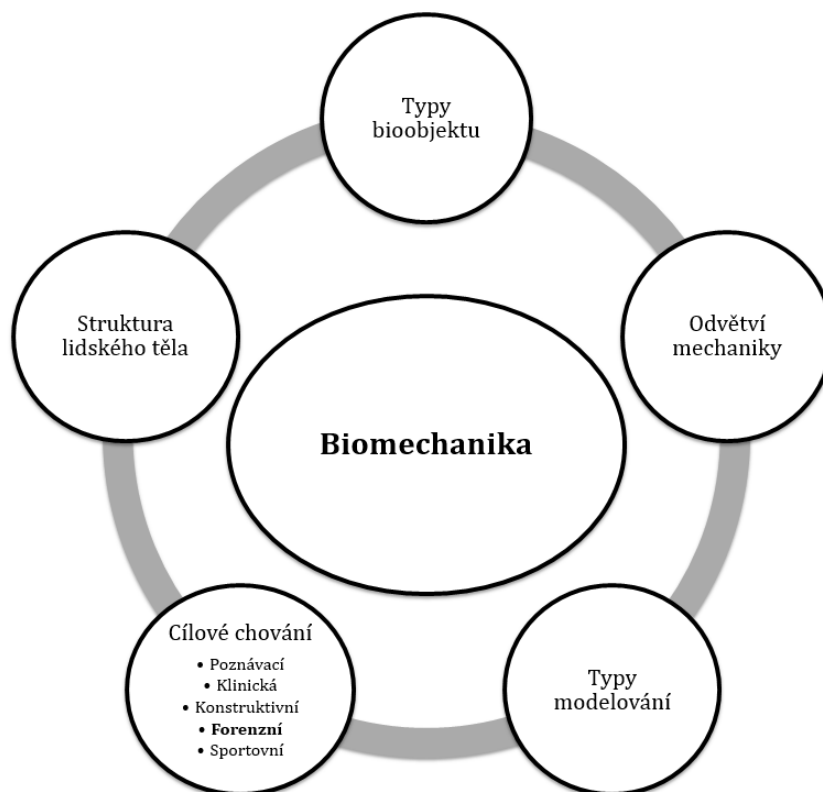 Typy
bioobjektu
Struktura
lidského těla
Odvětví
mechaniky
Biomechanika
Cílové chování
• Poznávací
• Klinická
• Konstruktivní
• Forenzní
• Sportovní
Typy
modelování